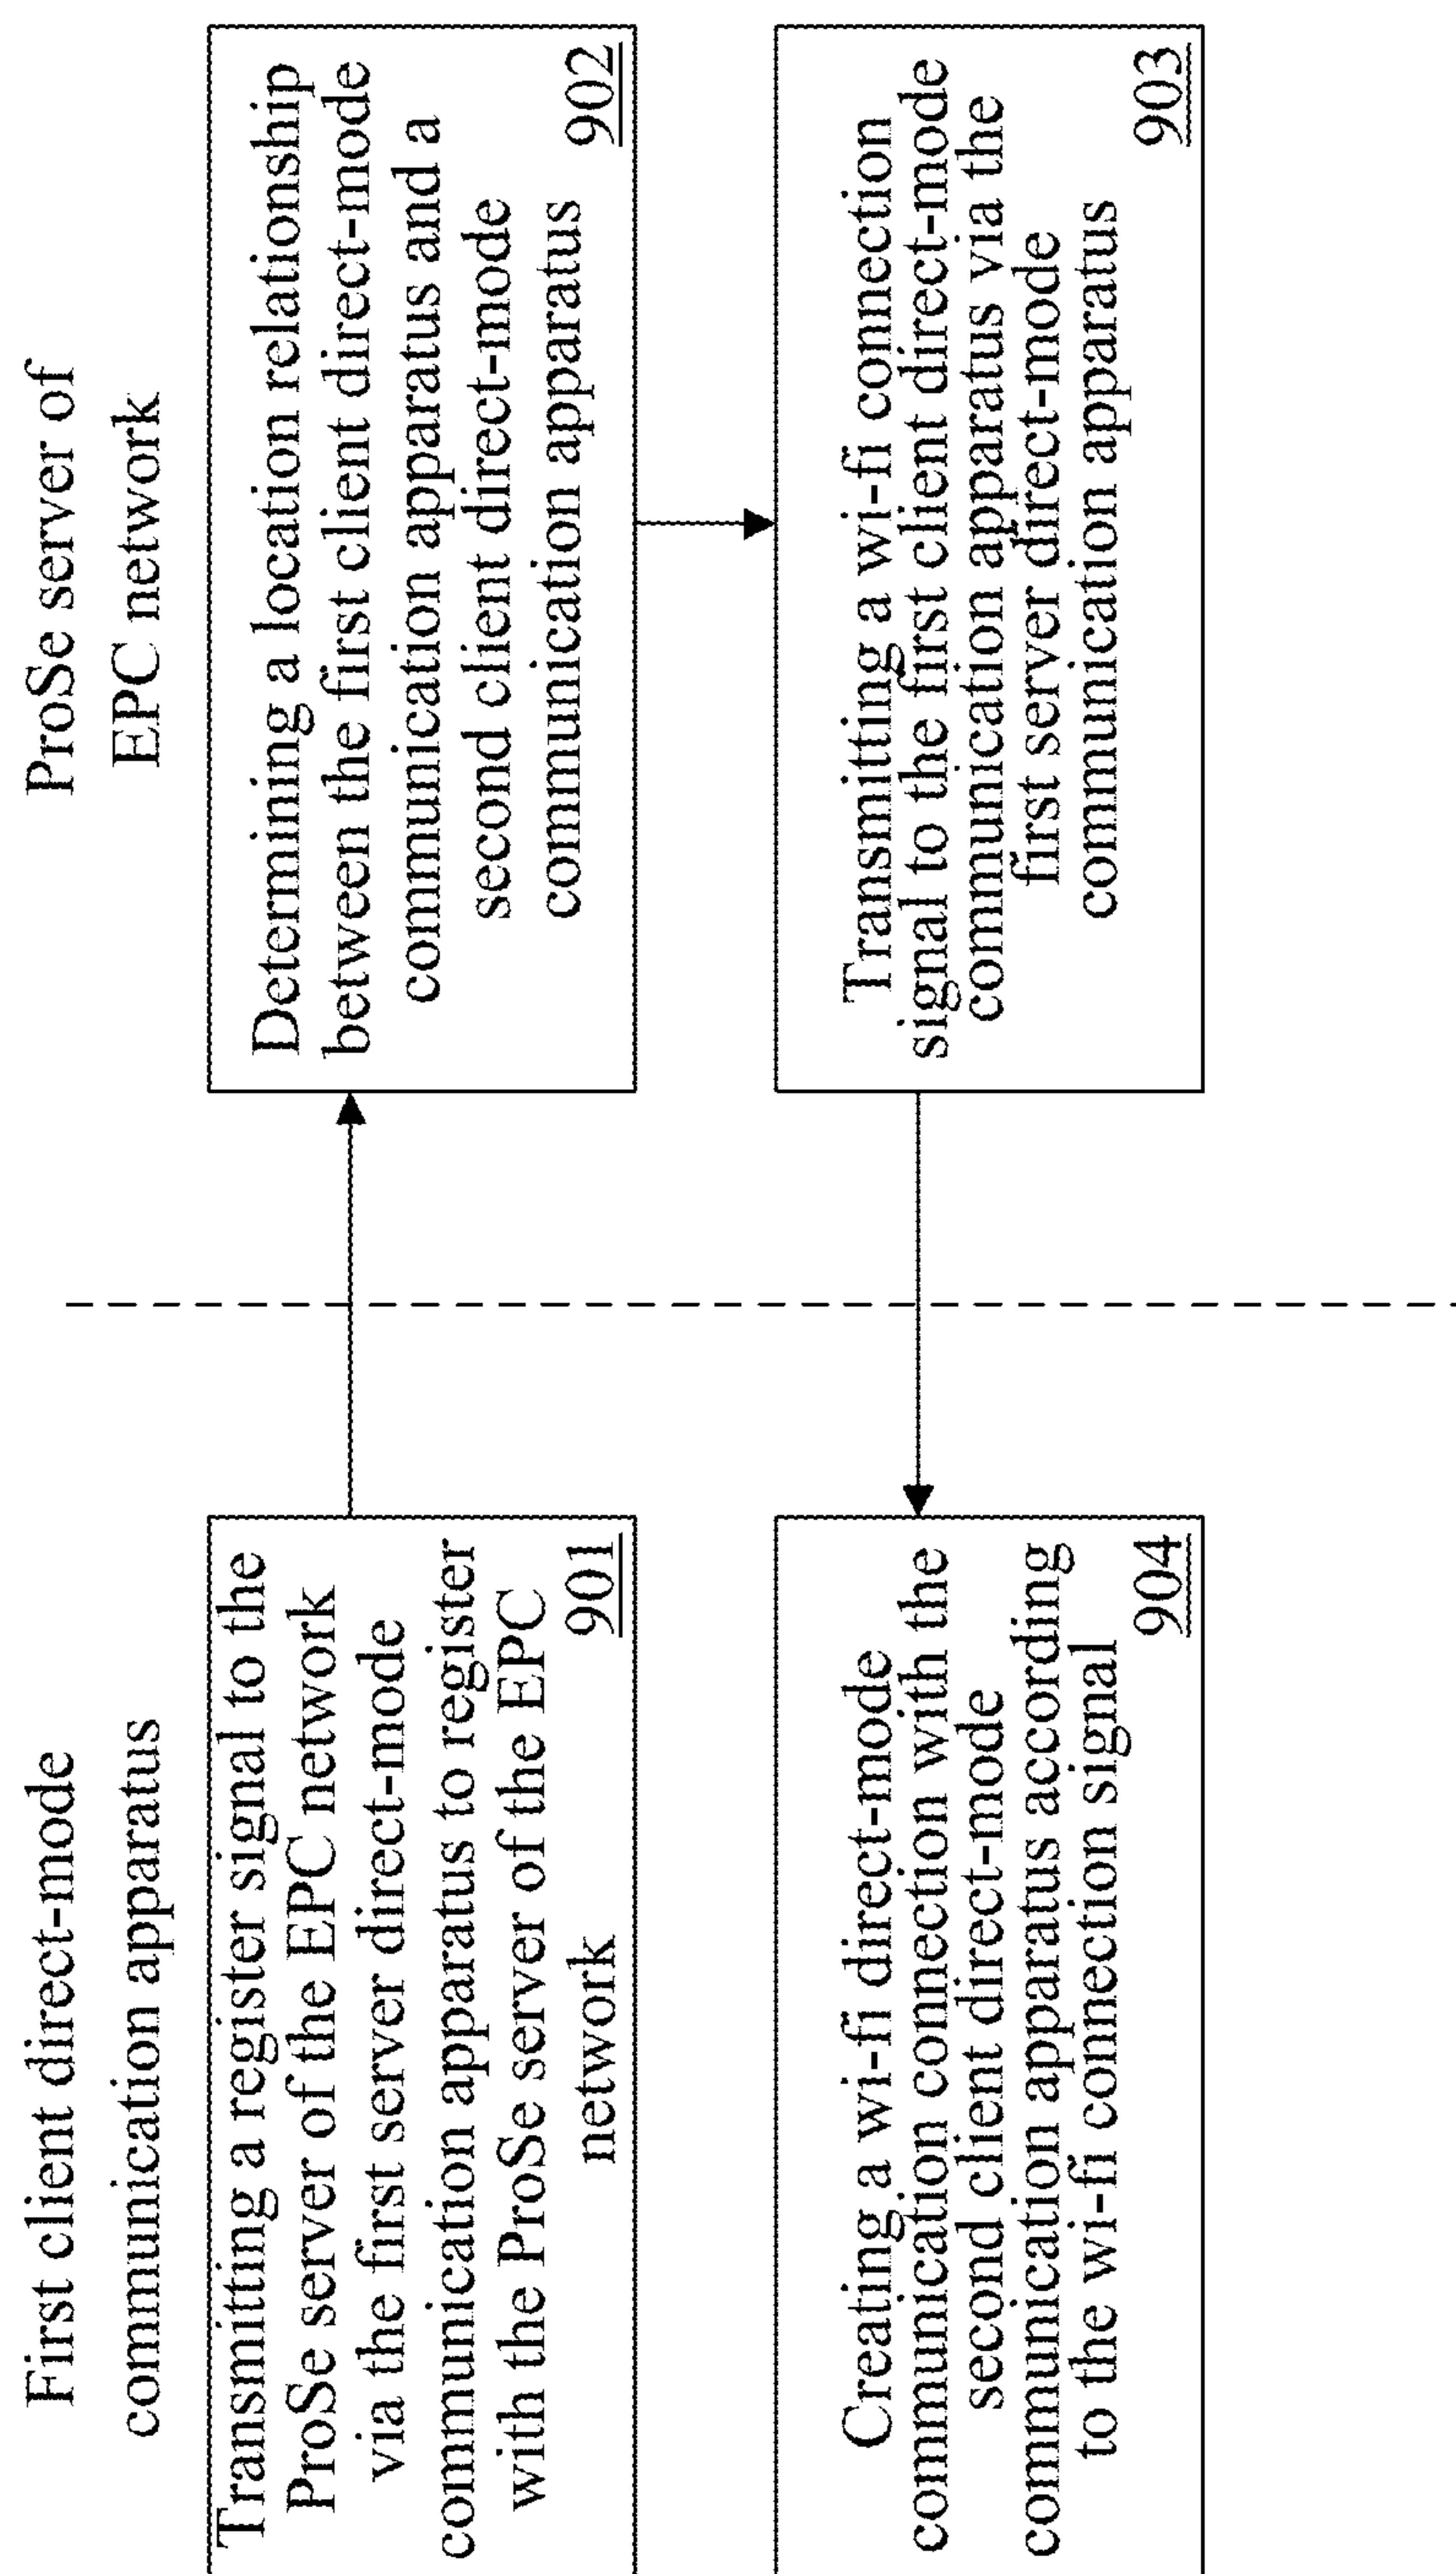 First client direct-mode
communication apparatus
ProSe server of
EPC network
Transmitting a register signal to the
ProSe server of the EPC network
via the first server direct-mode
communication apparatus to register
with the ProSe server of the EPC
network
901
Determining a location relationship
between the first client direct-mode
communication apparatus and a
second client direct-mode
communication apparatus
902
Transmitting a wi-fi connection
signal to the first client direct-mode
communication apparatus via the
first server direct-mode
communication apparatus
903
Creating a wi-fi direct-mode
communication connection with the
second client direct-mode
communication apparatus according
to the wi-fi connection signal
904